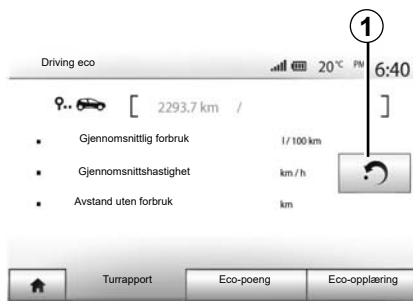 1
Driving eco 20°C PM 6:40
[ 2293.7 km / ]
▪ Gjennomsnittlig forbruk l/100 km
▪ Gjennomsnittshastighet km/h
▪ Avstand uten forbruk km
Turrapport Eco-poeng Eco-opplæring